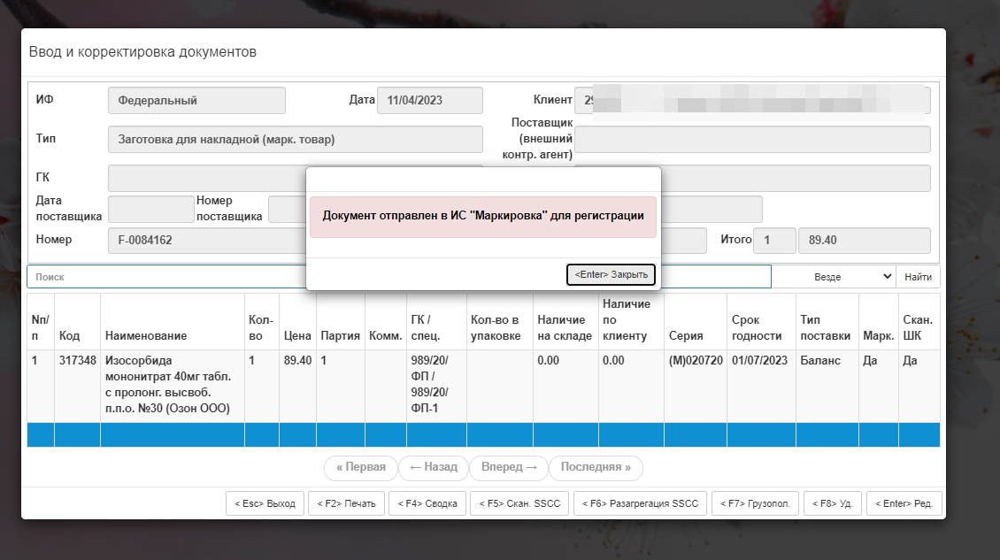 Ввод и корректировка документов
ИФ
Федеральный
Дата
11/04/2023
Клиент
Тип
Заготовка для накладной (марк. товар)
Поставщик
(внешний
контр. агент)
ГК
Дата
поставщика
Номер
поставщика
Номер
F-0084162
Итого
1
89.40
Документ отправлен в ИС "Маркировка" для регистрации
<Enter> Закрыть
Поиск
Везде
Найти
Nп/
п
Код
Наименование
Кол-
во
Цена
Партия
Комм.
ГК /
спец.
Кол-во в
упаковке
Наличие
на складе
Наличие
по
клиенту
Серия
Срок
годности
Тип
поставки
Марк.
Скан.
ШК
1
317348
Изосорбида
мононитрат 40мг табл.
с пролонг. высвоб.
п.п.о. №30 (Озон ООО)
1
89.40
1
989/20/
ФП /
989/20/
ФП-1
0.00
0.00
(М)020720
01/07/2023
Баланс
Да
Да
« Первая
← Назад
Вперед →
Последняя »
< Esc> Выход
< F2> Печать
< F4> Сводка
< F5> Скан. SSCC
< F6> Разагрегация SSCC
< F7> Грузопол.
< F8> Уд.
< Enter> Ред.